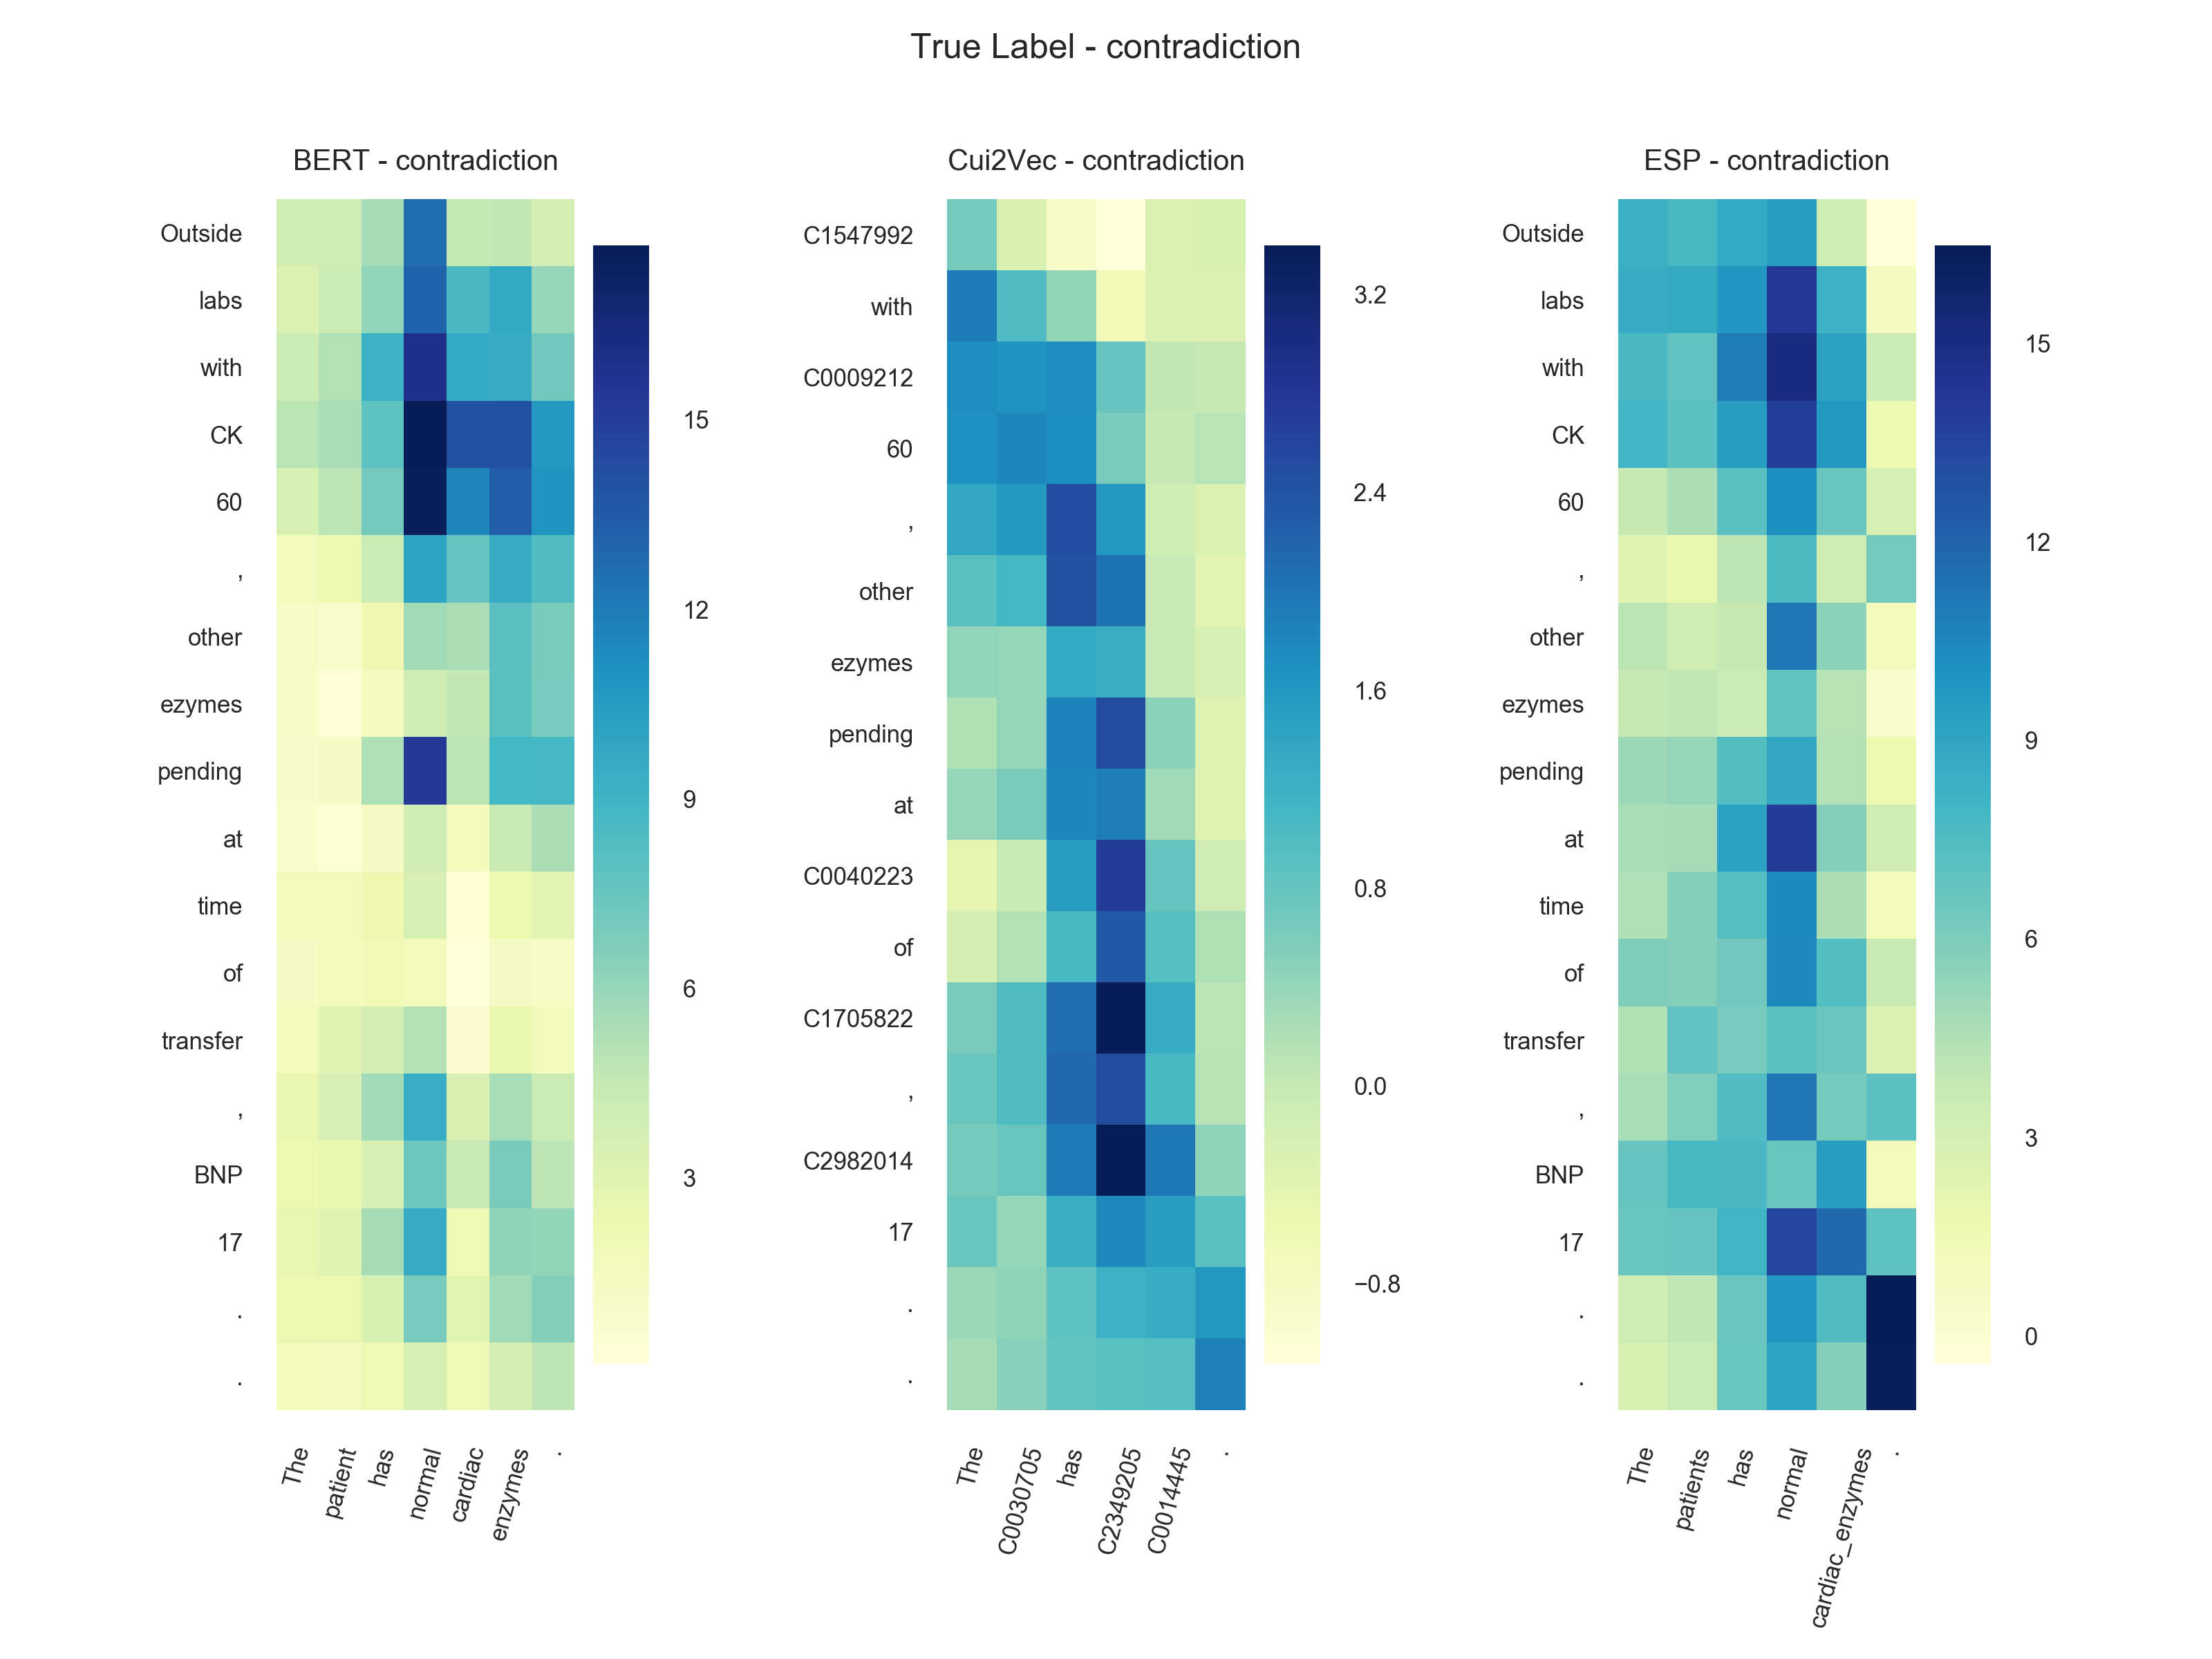 True Label - contradiction
BERT - contradiction
Outside
labs
with
CK
60
,
other
ezymes
pending
at
time
of
transfer
,
BNP
17
.
.
The
patient
has
normal
cardiac
enzymes
.
15
12
9
6
3
Cui2Vec - contradiction
C1547992
with
C0009212
60
,
other
ezymes
pending
at
C0040223
of
C1705822
,
C2982014
17
.
.
The
C0030705
has
C2349205
C0014445
.
3.2
2.4
1.6
0.8
0.0
−0.8
ESP - contradiction
Outside
labs
with
CK
60
,
other
ezymes
pending
at
time
of
transfer
,
BNP
17
.
.
The
patients
has
normal
cardiac_enzymes
.
15
12
9
6
3
0